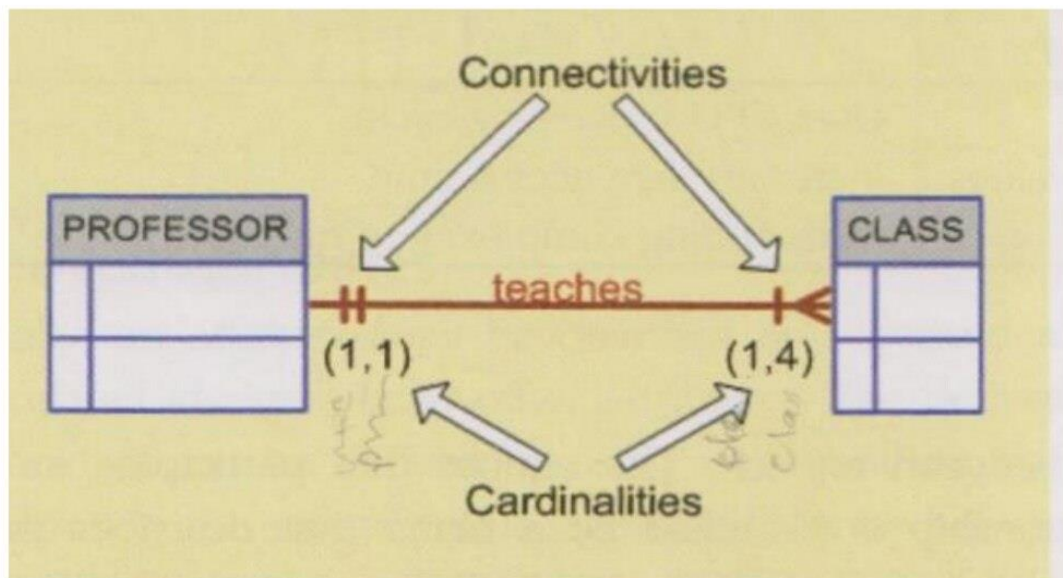 Connectivities
PROFESSOR
CLASS
teaches
(1,1)
(1,4)
Cardinalities